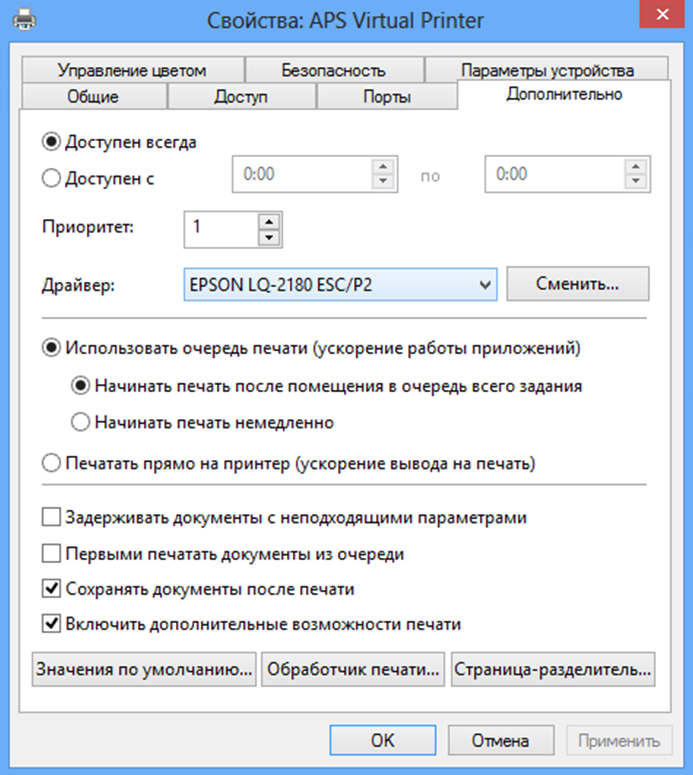 Свойства: APS Virtual Printer
Управление цветом Безопасность Параметры устройства
Общие Доступ Порты Дополнительно
Доступен всегда
Доступен с 0:00 по 0:00
Приоритет: 1
Драйвер: EPSON LQ-2180 ESC/P2 Сменить...
Использовать очередь печати (ускорение работы приложений)
Начинать печать после помещения в очередь всего задания
Начинать печать немедленно
Печатать прямо на принтер (ускорение вывода на печать)
Задерживать документы с неподходящими параметрами
Первыми печатать документы из очереди
Сохранять документы после печати
Включить дополнительные возможности печати
Значения по умолчанию... Обработчик печати... Страница-разделитель...
OK Отмена Применить